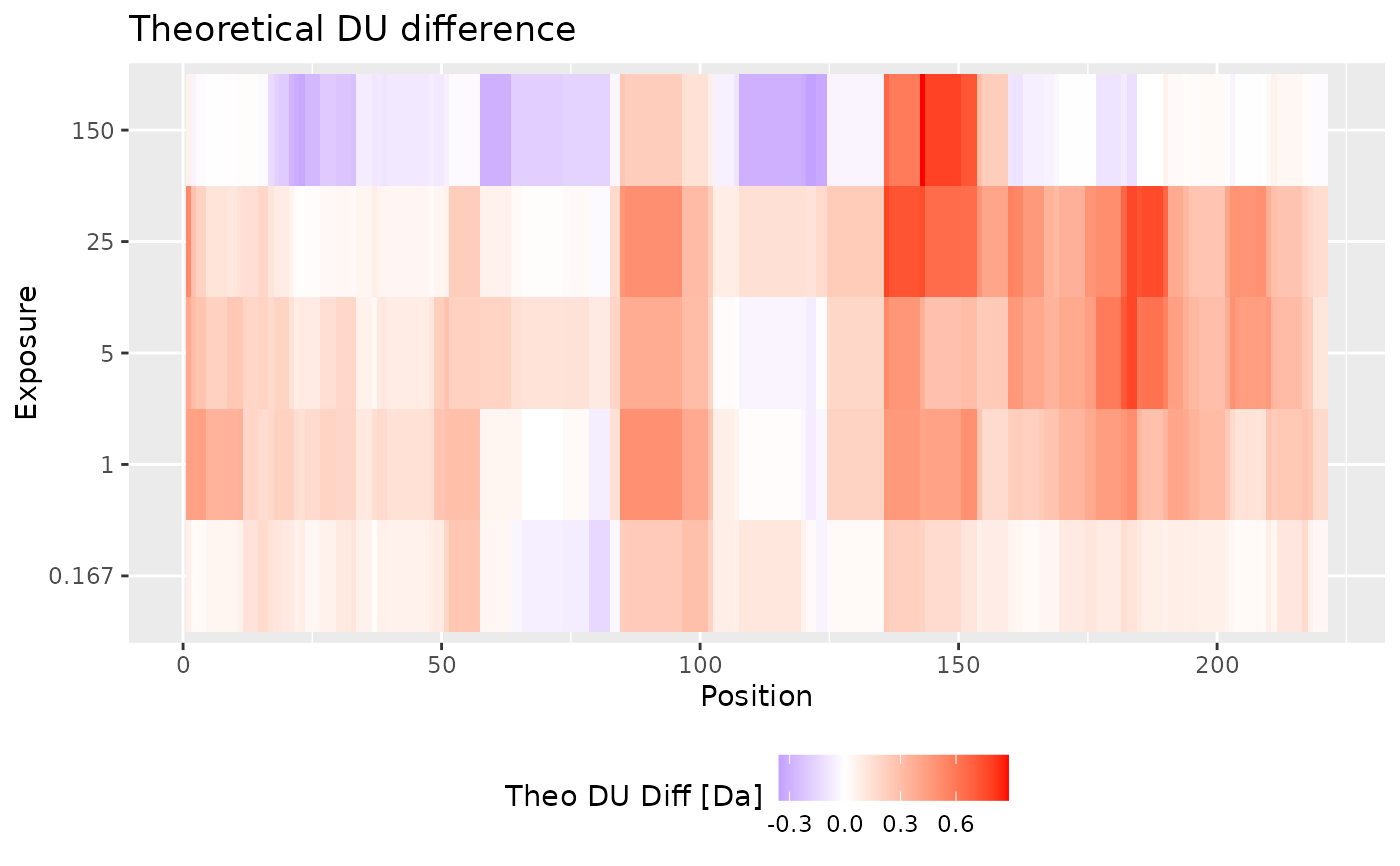 Theoretical DU difference
Exposure
150
25
5
1
0.167
0 50 100 150 200
Position
Theo DU Diff [Da]
-0.3 0.0 0.3 0.6